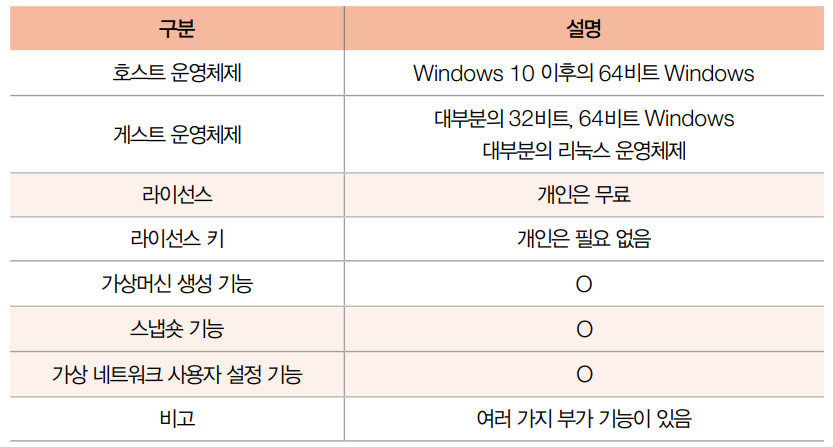 구분 설명
호스트 운영체제 Windows 10 이후의 64비트 Windows
게스트 운영체제 대부분의 32비트, 64비트 Windows
대부분의 리눅스 운영체제
라이선스 개인은 무료
라이선스 키 개인은 필요 없음
가상머신 생성 기능 O
스냅숏 기능 O
가상 네트워크 사용자 설정 기능 O
비고 여러 가지 부가 기능이 있음